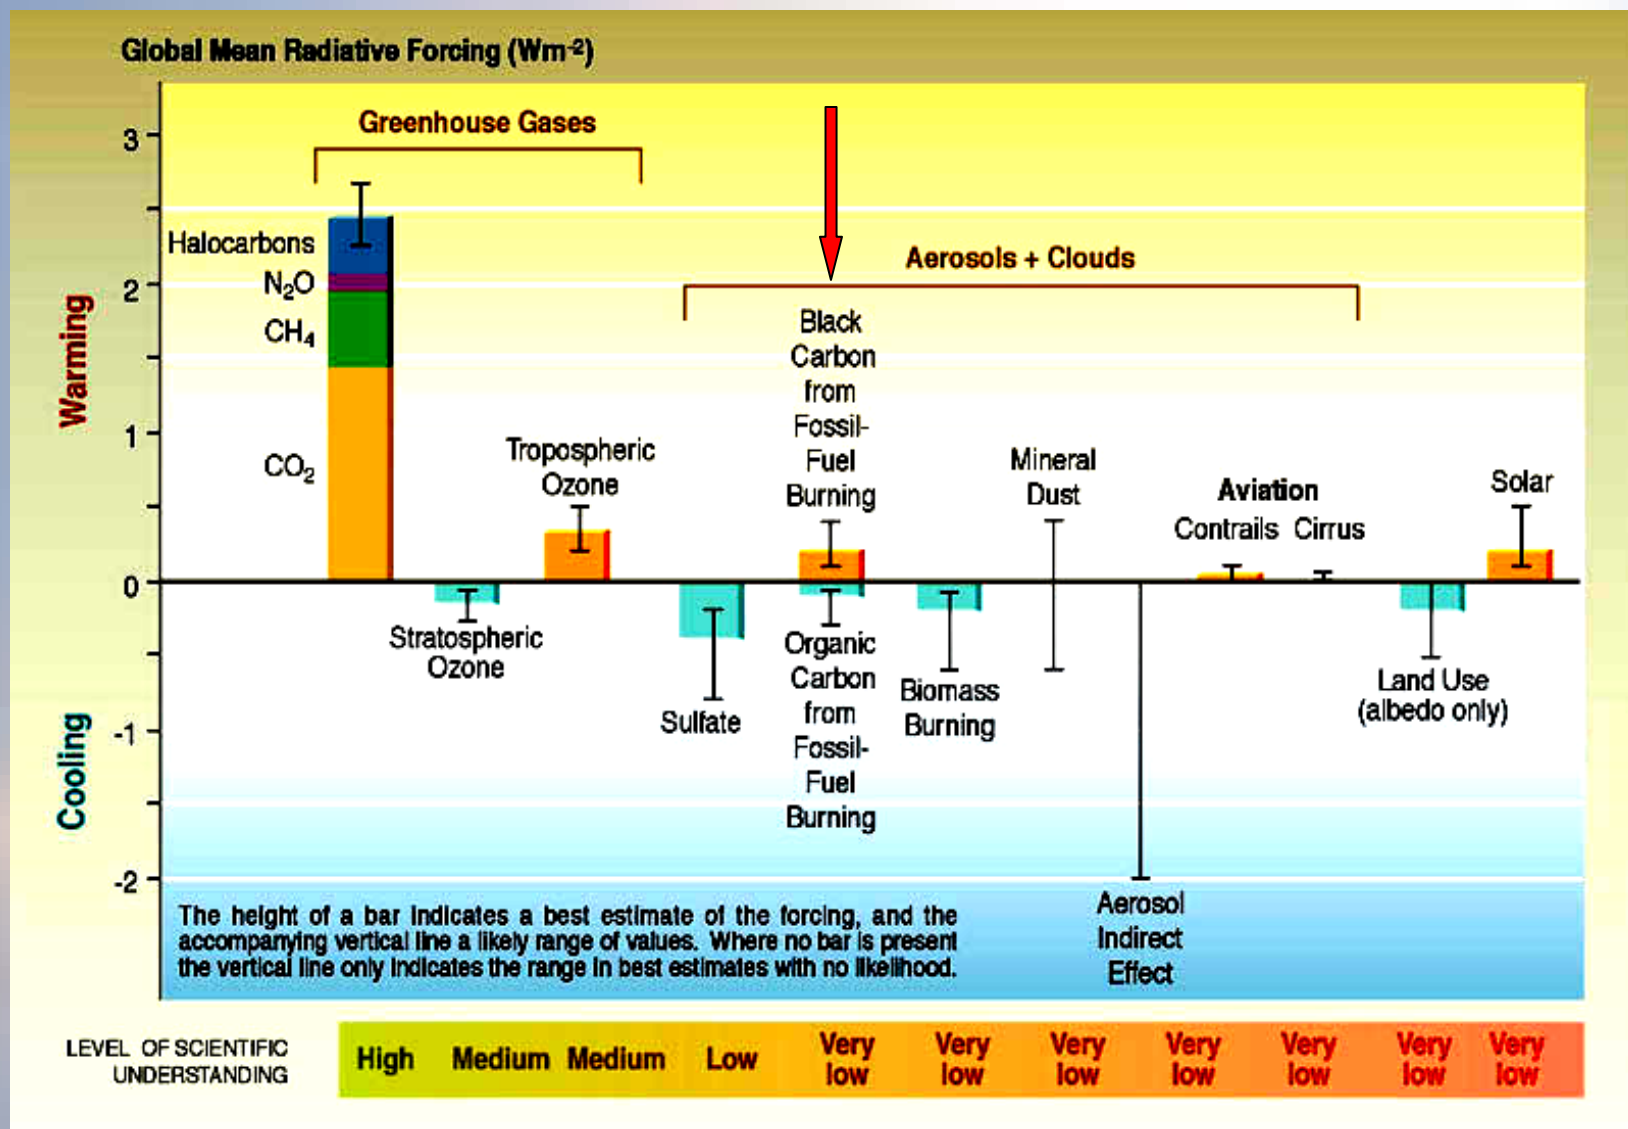 Global Mean Radiative Forcing (Wm-2)
Greenhouse Gases
Aerosols + Clouds
Warming
Cooling
3
2
1
0
-1
-2
Halocarbons
N₂O
CH₄
CO₂
Stratospheric
Ozone
Tropospheric
Ozone
Sulfate
Black
Carbon
from
Fossil-
Fuel
Burning
Organic
Carbon
from
Fossil-
Fuel
Burning
Biomass
Burning
Mineral
Dust
Aerosol
Indirect
Effect
Aviation
Contrails Cirrus
Land Use
(albedo only)
Solar
The height of a bar indicates a best estimate of the forcing, and the
accompanying vertical line a likely range of values. Where no bar is present
the vertical line only indicates the range in best estimates with no likelihood.
LEVEL OF SCIENTIFIC
UNDERSTANDING
High
Medium
Medium
Low
Very
low
Very
low
Very
low
Very
low
Very
low
Very
low
Very
low